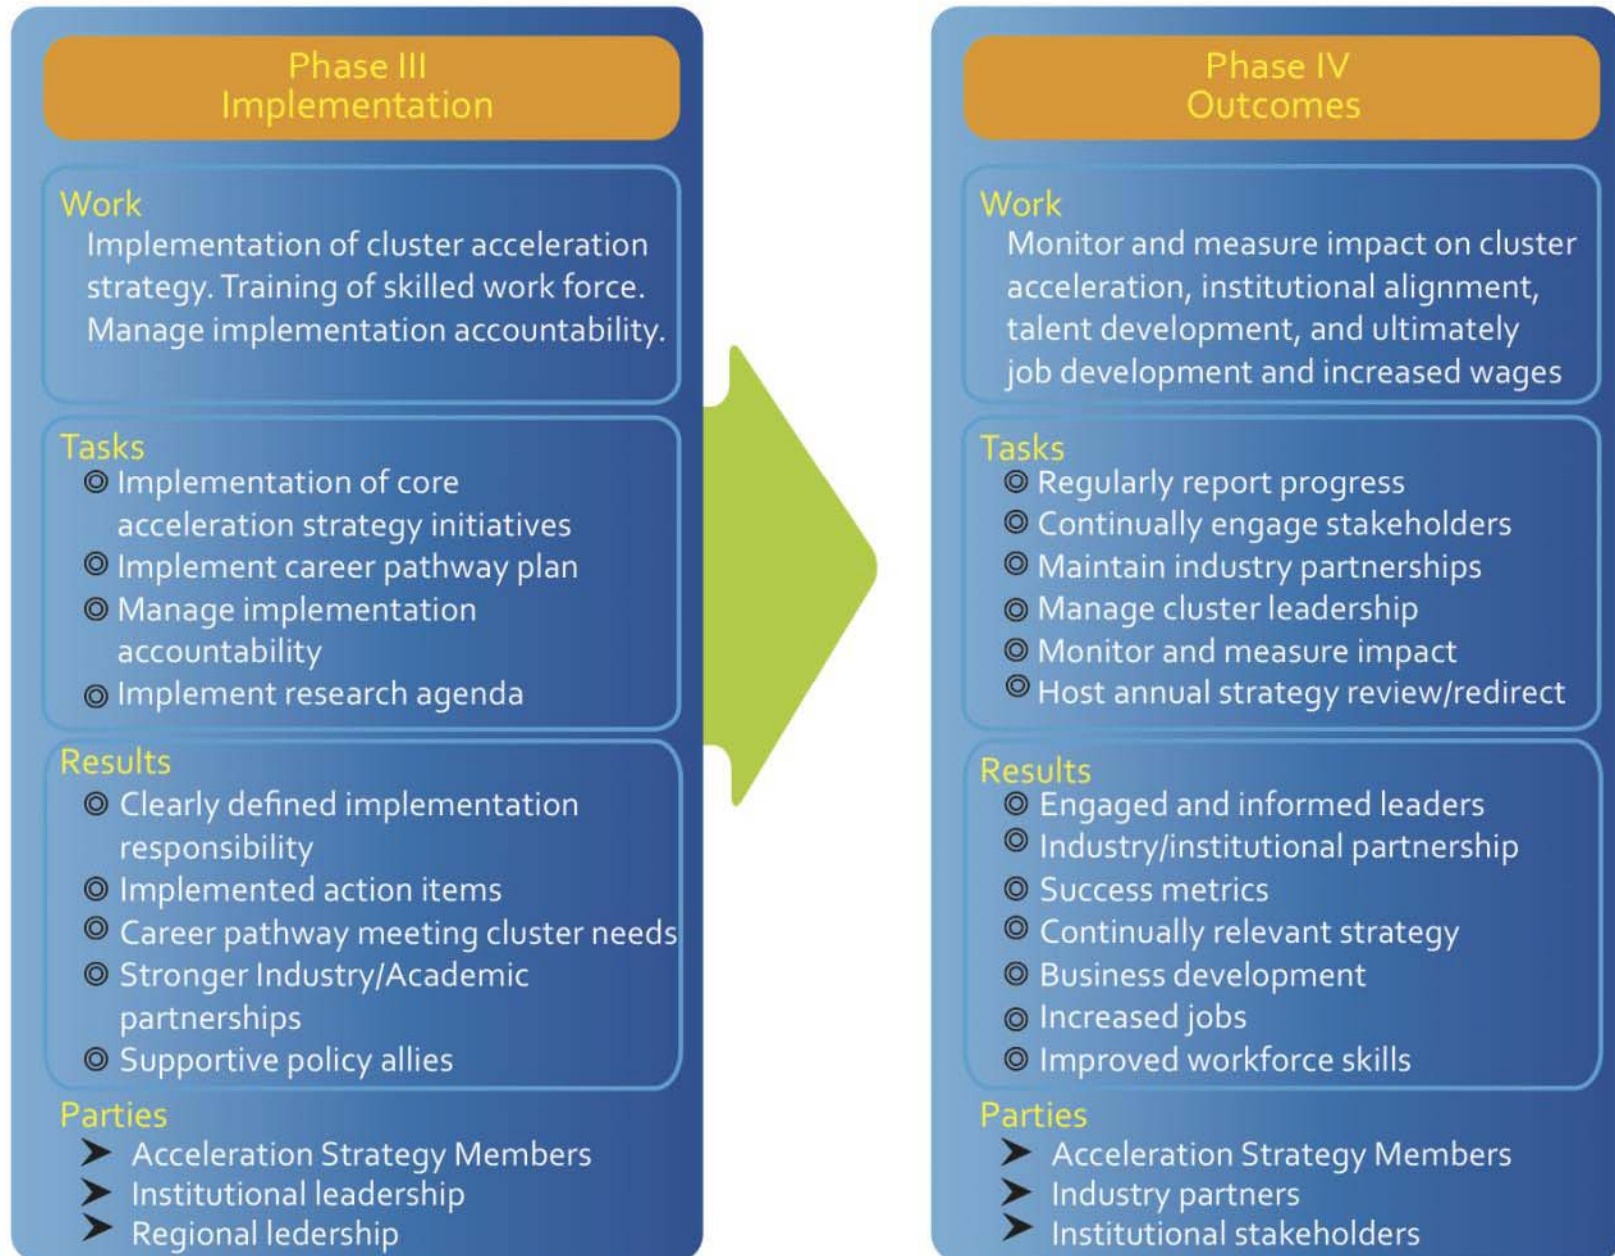 Phase III
Implementation
Work
Implementation of cluster acceleration
strategy. Training of skilled work force.
Manage implementation accountability.
Tasks
Implementation of core
acceleration strategy initiatives
Implement career pathway plan
Manage implementation
accountability
Implement research agenda
Results
Clearly defined implementation
responsibility
Implemented action items
Career pathway meeting cluster needs
Stronger Industry/Academic
partnerships
Supportive policy allies
Parties
Acceleration Strategy Members
Institutional leadership
Regional ledership
Phase IV
Outcomes
Work
Monitor and measure impact on cluster
acceleration, institutional alignment,
talent development, and ultimately
job development and increased wages
Tasks
Regularly report progress
Continually engage stakeholders
Maintain industry partnerships
Manage cluster leadership
Monitor and measure impact
Host annual strategy review/redirect
Results
Engaged and informed leaders
Industry/institutional partnership
Success metrics
Continually relevant strategy
Business development
Increased jobs
Improved workforce skills
Parties
Acceleration Strategy Members
Industry partners
Institutional stakeholders